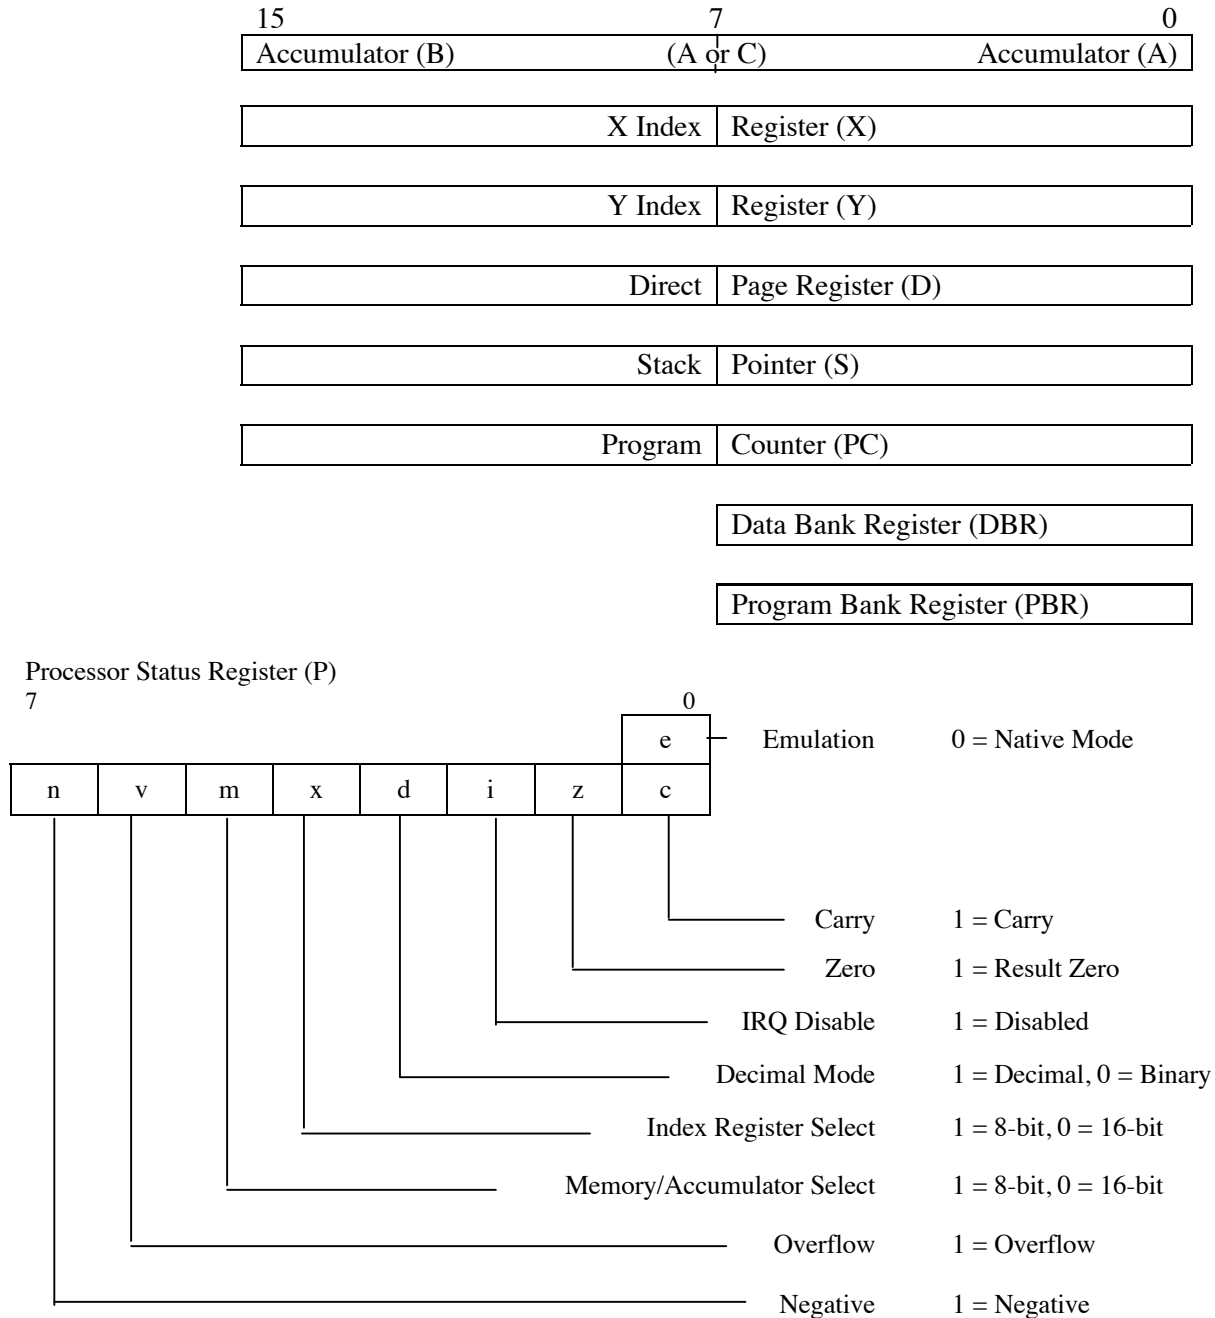 15 7 0
Accumulator (B) (A or C) Accumulator (A)
X Index Register (X)
Y Index Register (Y)
Direct Page Register (D)
Stack Pointer (S)
Program Counter (PC)
Data Bank Register (DBR)
Program Bank Register (PBR)
Processor Status Register (P)
7 0
e Emulation 0 = Native Mode
n v m x d i z c
Carry 1 = Carry
Zero 1 = Result Zero
IRQ Disable 1 = Disabled
Decimal Mode 1 = Decimal, 0 = Binary
Index Register Select 1 = 8-bit, 0 = 16-bit
Memory/Accumulator Select 1 = 8-bit, 0 = 16-bit
Overflow 1 = Overflow
Negative 1 = Negative